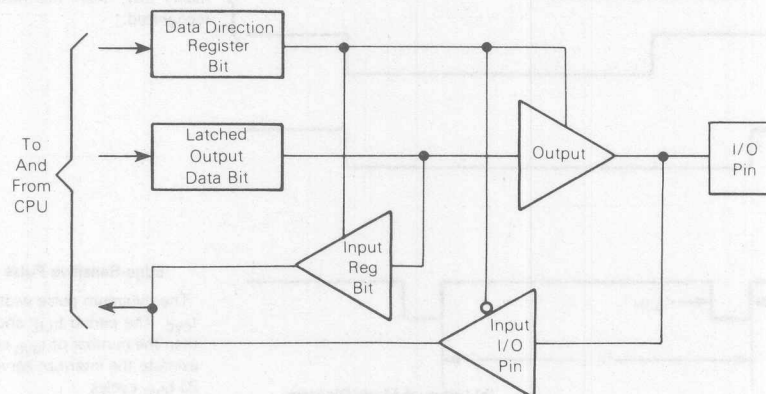 Data Direction
Register
Bit
To
And
From
CPU
Latched
Output
Data Bit
Output
I/O
Pin
Input
Reg
Bit
Input
I/O
Pin